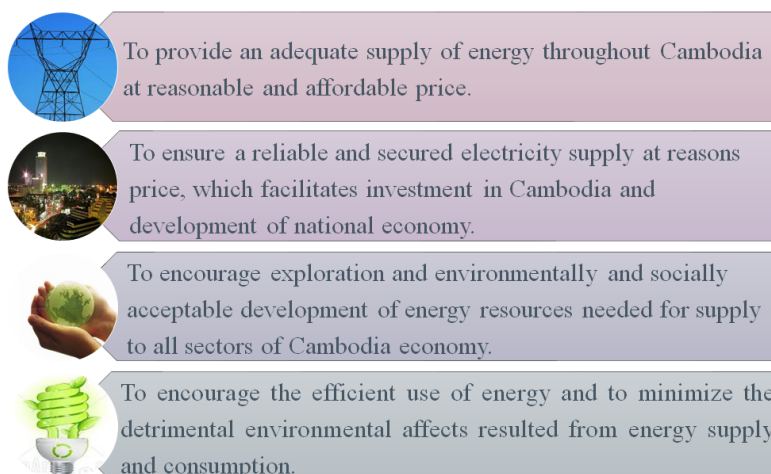 To provide an adequate supply of energy throughout Cambodia
at reasonable and affordable price.
To ensure a reliable and secured electricity supply at reasons
price, which facilitates investment in Cambodia and
development of national economy.
To encourage exploration and environmentally and socially
acceptable development of energy resources needed for supply
to all sectors of Cambodia economy.
To encourage the efficient use of energy and to minimize the
detrimental environmental affects resulted from energy supply
and consumption.